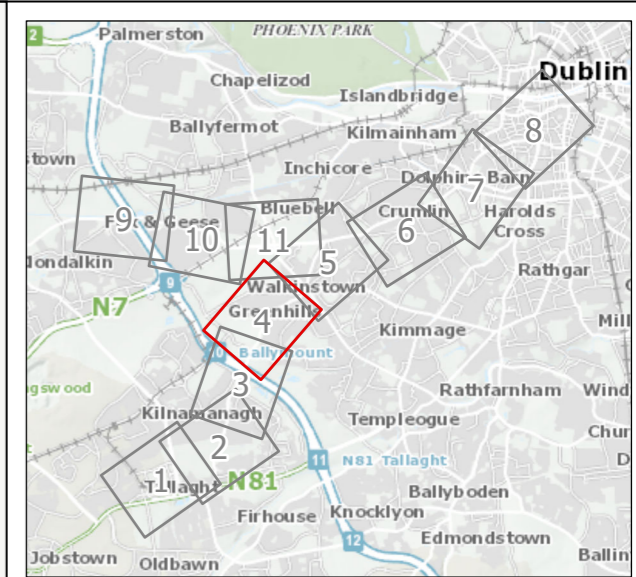 2
Palmerston
PHOENIX PARK
Chapelizod
Dublin
Islandbridge
Ballyfermot
Kilmainham
8
stown
Inchicore
Dolphin Barn
7
Fox & Geese
Bluebell
Crumlin
Harolds
Cross
9
10
11
5
6
Rathgar
9
Walkinstown
N7
Greenhills
4
Kimmage
Mill
10
Ballymount
3
gswood
Rathfarnham
Wind
Kilnamanagh
Templeogue
Chur
2
11
N81 Tallaght
D
1
Tallaght
N81
Ballyboden
Firhouse
Knocklyon
Edmondstown
12
Jobstown
Oldbawn
Ballin